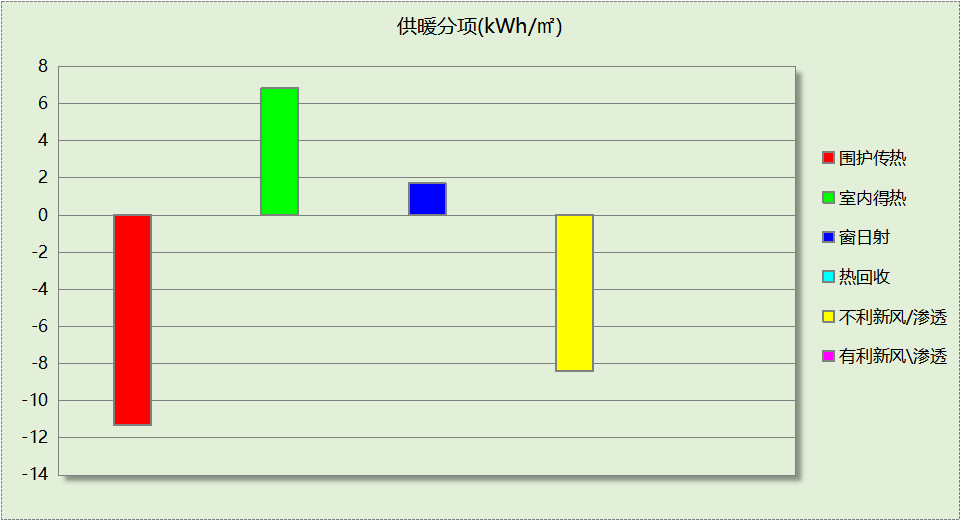 供暖分项(kWh/㎡)
8
6
4
2
0
-2
-4
-6
-8
-10
-12
-14
围护传热
室内得热
窗日射
热回收
不利新风/渗透
有利新风\渗透